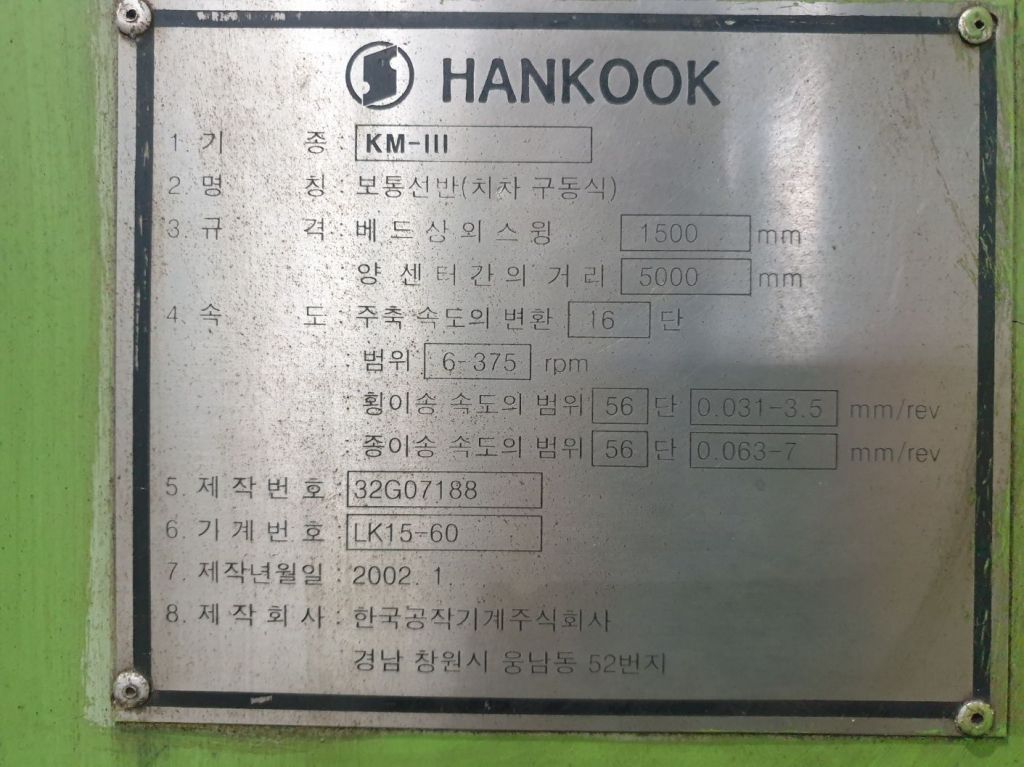 HANKOOK
1. 기 종 : KM-III
2. 명 칭 : 보통선반(치차 구동식)
3. 규 격 : 베드상의스윙 1500 mm
양 센터간의 거리 5000 mm
4. 속 도 : 주축 속도의 변환 16 단
: 범위 6-375 rpm
: 횡이송 속도의 범위 56 단 0.031-3.5 mm/rev
: 종이송 속도의 범위 56 단 0.063-7 mm/rev
5. 제작번호 : 32G07188
6. 기계번호 : LK15-60
7. 제작년월일 : 2002. 1.
8. 제작회사 : 한국공작기계주식회사
경남 창원시 웅남동 52번지